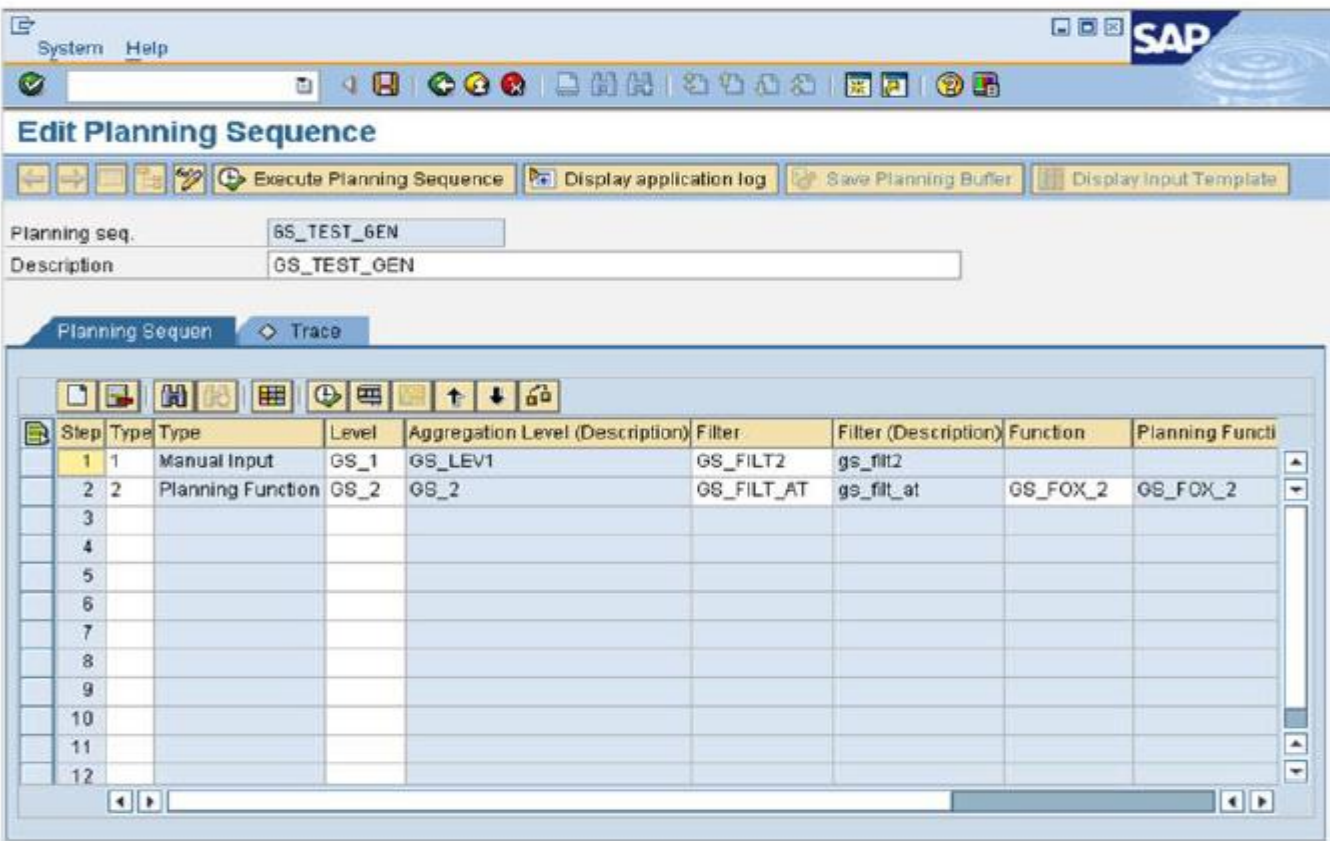 System Help
SAP
Edit Planning Sequence
Execute Planning Sequence Display application log Save Planning Buffer Display Input Template
Planning seq. GS_TEST_GEN
Description GS_TEST_GEN
Planning Sequen Trace
Step Type Type Level Aggregation Level (Description) Filter Filter (Description) Function Planning Functi
1 1 Manual Input GS_1 GS_LEV1 GS_FILT2 gs_filt2
2 2 Planning Function GS_2 GS_2 GS_FILT_AT gs_filt_at GS_FOX_2 GS_FOX_2
3
4
5
6
7
8
9
10
11
12